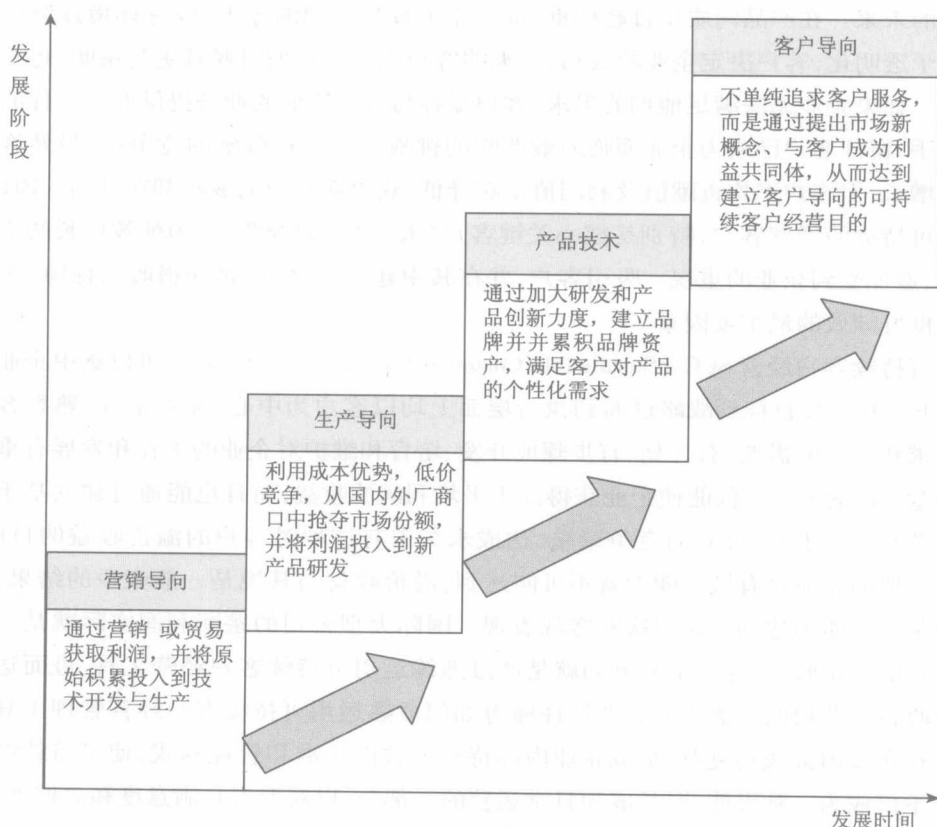 发
展
阶
段
客户导向
不单纯追求客户服务，
而是通过提出市场新
概念、与客户成为利
益共同体，从而达到
建立客户导向的可持
续客户经营目的
产品技术
通过加大研发和产
品创新力度，建立品
牌并并累积品牌资
产，满足客户对产品
的个性化需求
生产导向
利用成本优势，低价
竞争，从国内外厂商
口中抢夺市场份额，
并将利润投入到新
产品研发
营销导向
通过营销 或贸易
获取利润，并将原
始积累投入到技
术开发与生产
发展时间